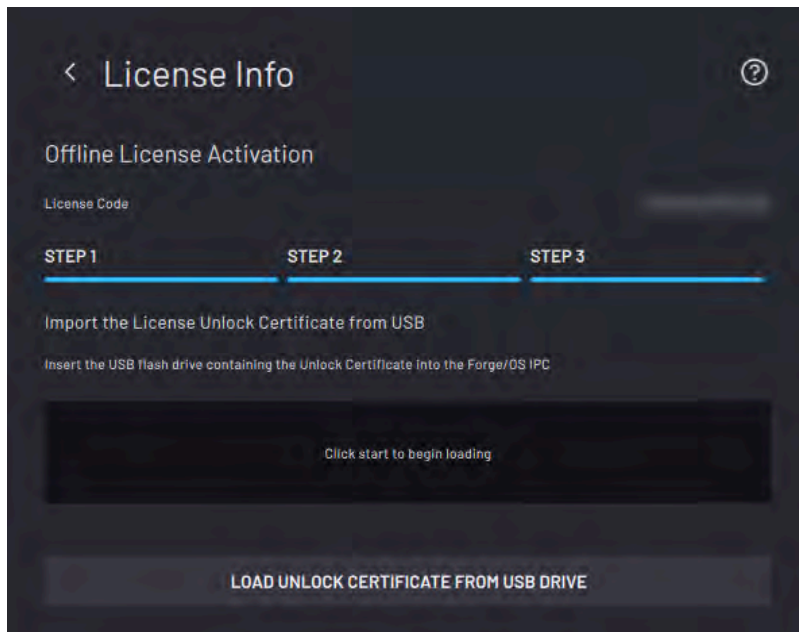 License Info
Offline License Activation
License Code
STEP 1 STEP 2 STEP 3
Import the License Unlock Certificate from USB
Insert the USB flash drive containing the Unlock Certificate into the Forge/OS IPC
Click start to begin loading
LOAD UNLOCK CERTIFICATE FROM USB DRIVE